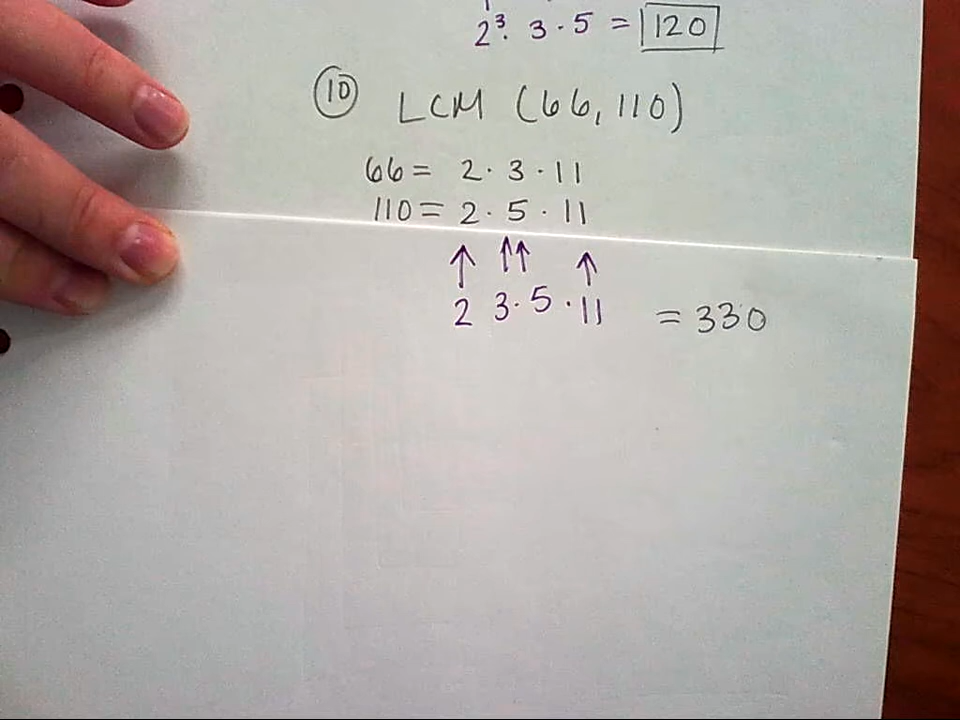 2³· 3 · 5 = 120
10 LCM (66, 110)
66 = 2 · 3 · 11
110 = 2 · 5 · 11
↑ ↑↑ ↑
2 3 · 5 · 11 = 330